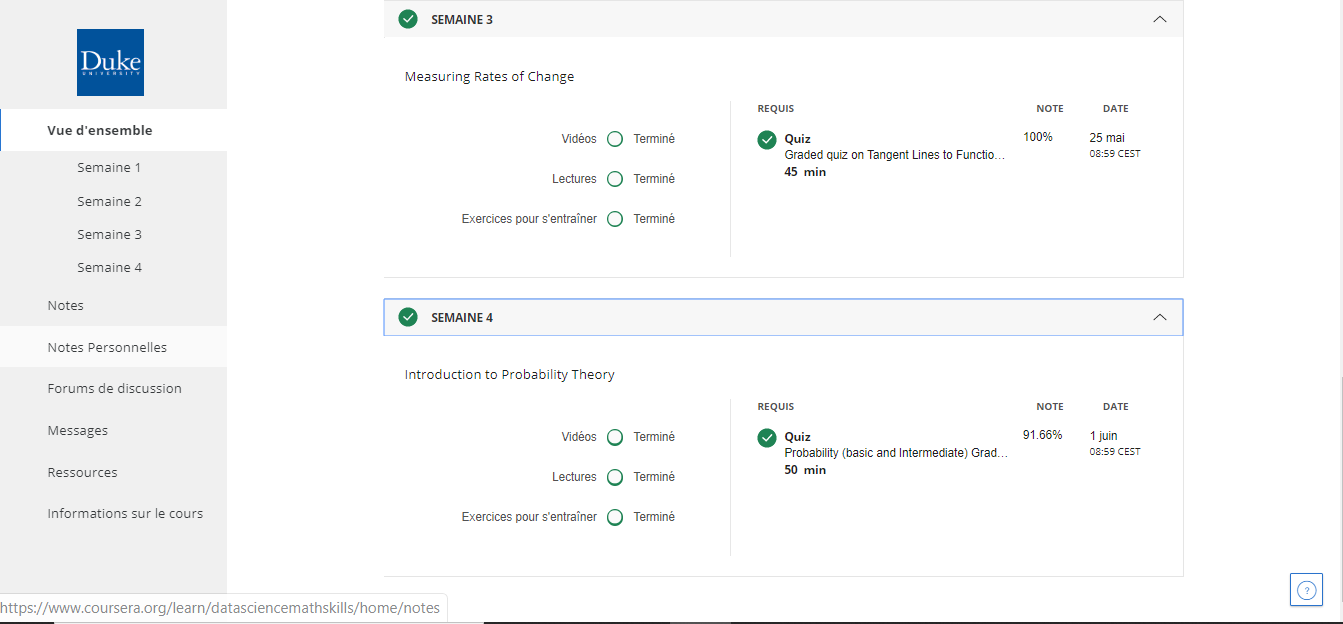 Duke
UNIVERSITY
Vue d'ensemble
Semaine 1
Semaine 2
Semaine 3
Semaine 4
Notes
Notes Personnelles
Forums de discussion
Messages
Ressources
Informations sur le cours
https://www.coursera.org/learn/datasciencemathskills/home/notes
SEMAINE 3
Measuring Rates of Change
Vidéos Terminé
Lectures Terminé
Exercices pour s'entraîner Terminé
REQUIS NOTE DATE
Quiz 100% 25 mai
Graded quiz on Tangent Lines to Functio... 08:59 CEST
45 min
SEMAINE 4
Introduction to Probability Theory
Vidéos Terminé
Lectures Terminé
Exercices pour s'entraîner Terminé
REQUIS NOTE DATE
Quiz 91.66% 1 juin
Probability (basic and Intermediate) Grad... 08:59 CEST
50 min
?